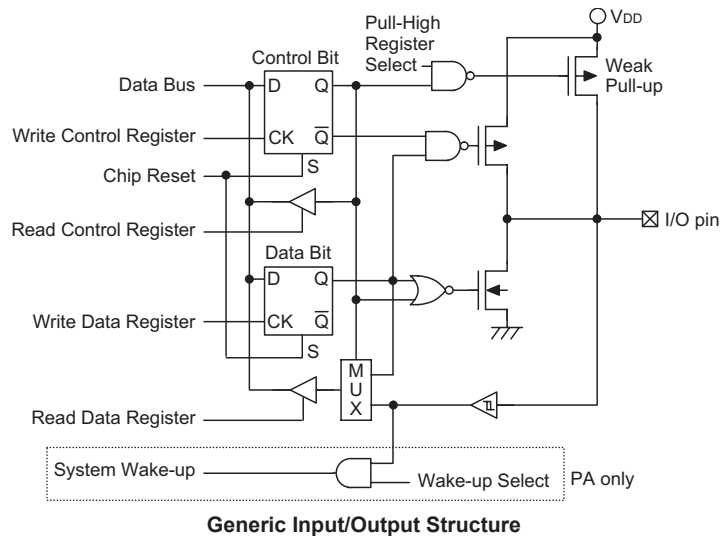 VDD
Pull-High
Register
Select
Control Bit
Weak
Pull-up
Data Bus
D
Q
Write Control Register
CK
Q
Chip Reset
S
I/O pin
Read Control Register
Data Bit
D
Q
Write Data Register
CK
Q
S
M
U
X
Read Data Register
System Wake-up
Wake-up Select
PA only
Generic Input/Output Structure